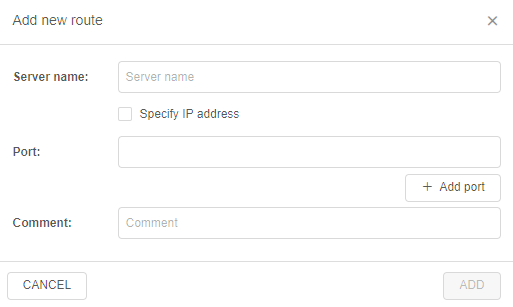 Add new route
Server name:
Server name
Specify IP address
Port:
+ Add port
Comment:
Comment
CANCEL
ADD